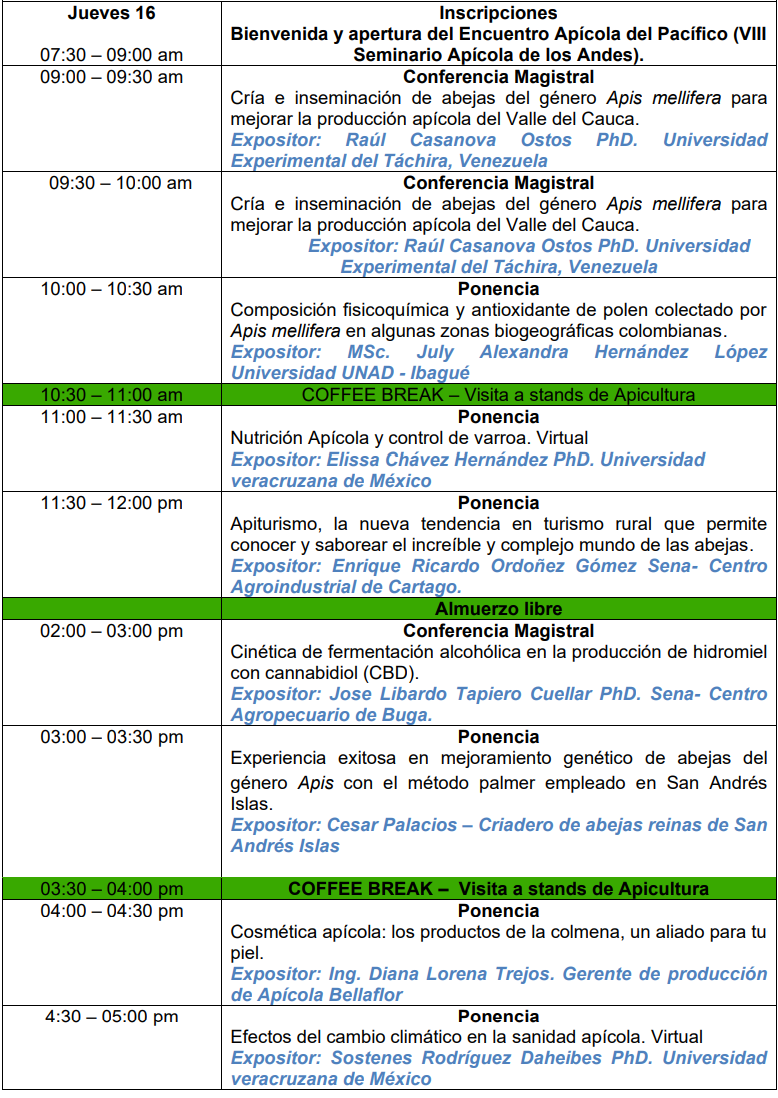 Jueves 16
Inscripciones
07:30 – 09:00 am
Bienvenida y apertura del Encuentro Apícola del Pacífico (VIII
Seminario Apícola de los Andes).
09:00 – 09:30 am
Conferencia Magistral
Cría e inseminación de abejas del género Apis mellifera para
mejorar la producción apícola del Valle del Cauca.
Expositor: Raúl Casanova Ostos PhD. Universidad
Experimental del Táchira, Venezuela
09:30 – 10:00 am
Conferencia Magistral
Cría e inseminación de abejas del género Apis mellifera para
mejorar la producción apícola del Valle del Cauca.
Expositor: Raúl Casanova Ostos PhD. Universidad
Experimental del Táchira, Venezuela
10:00 – 10:30 am
Ponencia
Composición fisicoquímica y antioxidante de polen colectado por
Apis mellifera en algunas zonas biogeográficas colombianas.
Expositor: MSc. July Alexandra Hernández López
Universidad UNAD - Ibagué
10:30 – 11:00 am
COFFEE BREAK – Visita a stands de Apicultura
11:00 – 11:30 am
Ponencia
Nutrición Apícola y control de varroa. Virtual
Expositor: Elissa Chávez Hernández PhD. Universidad
veracruzana de México
11:30 – 12:00 pm
Ponencia
Apiturismo, la nueva tendencia en turismo rural que permite
conocer y saborear el increíble y complejo mundo de las abejas.
Expositor: Enrique Ricardo Ordoñez Gómez Sena- Centro
Agroindustrial de Cartago.
Almuerzo libre
02:00 – 03:00 pm
Conferencia Magistral
Cinética de fermentación alcohólica en la producción de hidromiel
con cannabidiol (CBD).
Expositor: Jose Libardo Tapiero Cuellar PhD. Sena- Centro
Agropecuario de Buga.
03:00 – 03:30 pm
Ponencia
Experiencia exitosa en mejoramiento genético de abejas del
género Apis con el método palmer empleado en San Andrés
Islas.
Expositor: Cesar Palacios – Criadero de abejas reinas de San
Andrés Islas
03:30 – 04:00 pm
COFFEE BREAK – Visita a stands de Apicultura
04:00 – 04:30 pm
Ponencia
Cosmética apícola: los productos de la colmena, un aliado para tu
piel.
Expositor: Ing. Diana Lorena Trejos. Gerente de producción
de Apícola Bellaflor
4:30 – 05:00 pm
Ponencia
Efectos del cambio climático en la sanidad apícola. Virtual
Expositor: Sostenes Rodríguez Daheibes PhD. Universidad
veracruzana de México